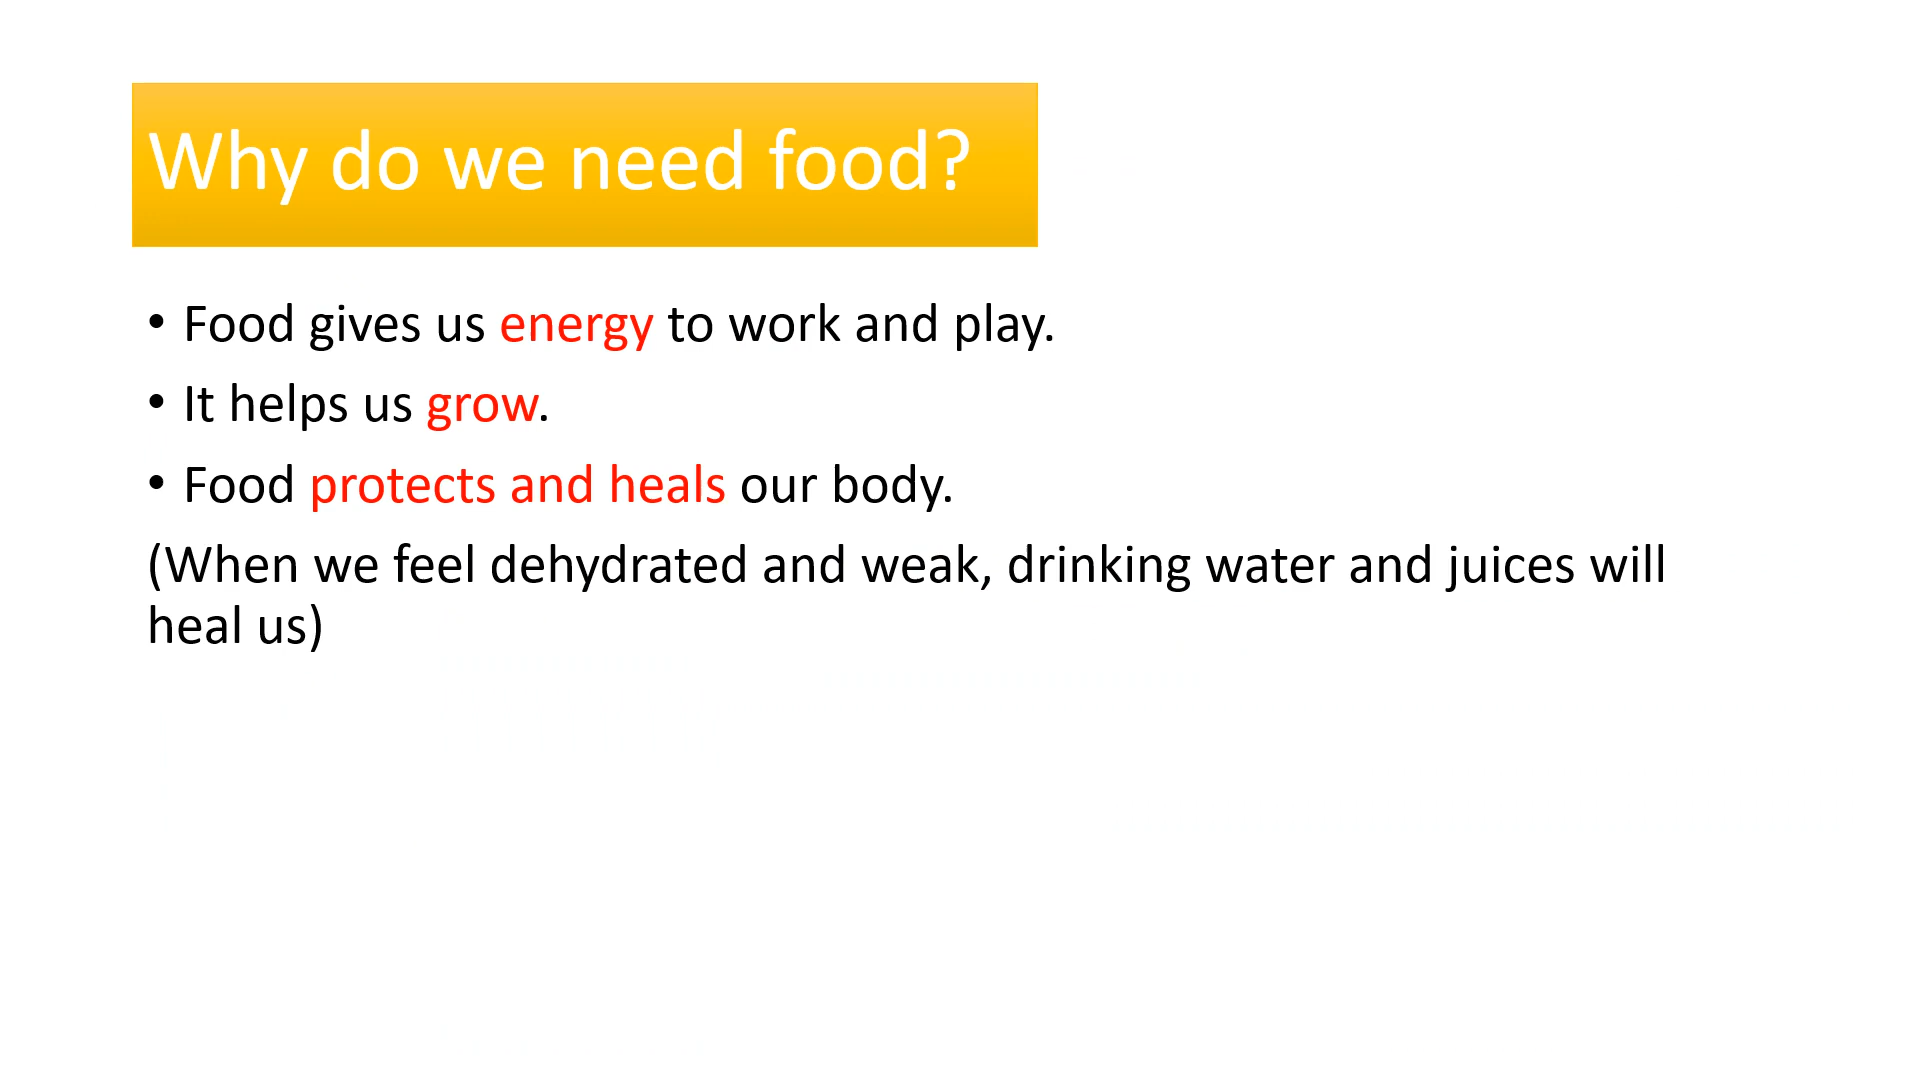 Why do we need food?
• Food gives us energy to work and play.
• It helps us grow.
• Food protects and heals our body.
(When we feel dehydrated and weak, drinking water and juices will
heal us)